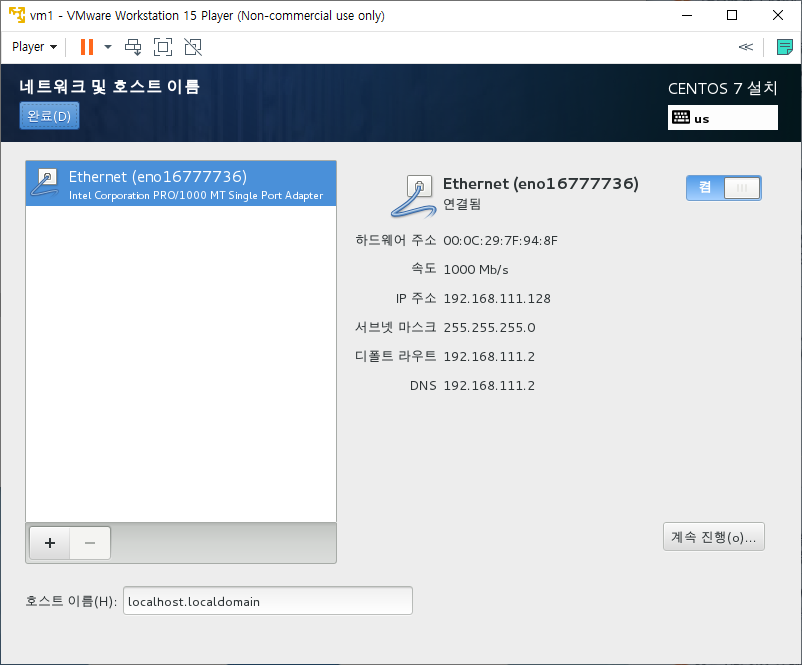 vm1 - VMware Workstation 15 Player (Non-commercial use only)
Player
네트워크 및 호스트 이름
CENTOS 7 설치
완료(D)
us
Ethernet (eno16777736)
Intel Corporation PRO/1000 MT Single Port Adapter
Ethernet (eno16777736)
연결됨
켬
하드웨어 주소 00:0C:29:7F:94:8F
속도 1000 Mb/s
IP 주소 192.168.111.128
서브넷 마스크 255.255.255.0
디폴트 라우트 192.168.111.2
DNS 192.168.111.2
계속 진행(o)...
호스트 이름(H): localhost.localdomain